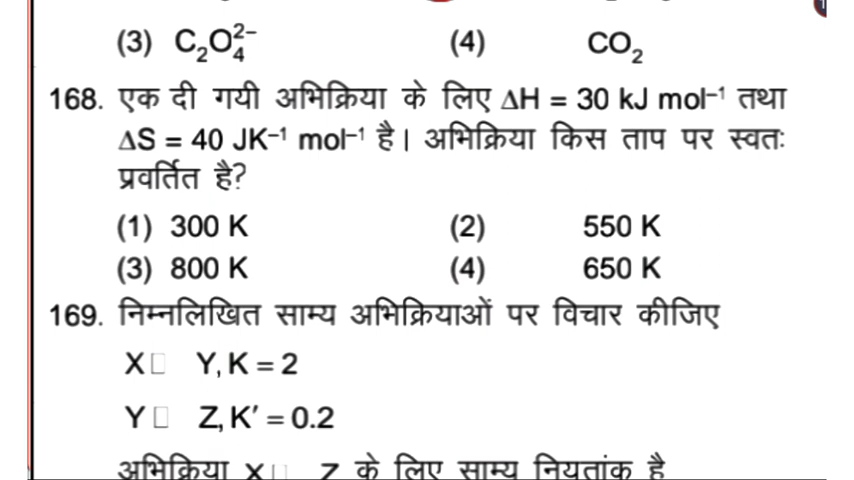 (3) C₂O₄²⁻ (4) CO₂
168. एक दी गयी अभिक्रिया के लिए ΔH = 30 kJ mol⁻¹ तथा
ΔS = 40 JK⁻¹ mol⁻¹ है। अभिक्रिया किस ताप पर स्वतः
प्रवर्तित है?
(1) 300 K (2) 550 K
(3) 800 K (4) 650 K
169. निम्नलिखित साम्य अभिक्रियाओं पर विचार कीजिए
X□ Y, K = 2
Y□ Z, K′ = 0.2
अभिक्रिया X□ Z के लिए साम्य नियतांक है